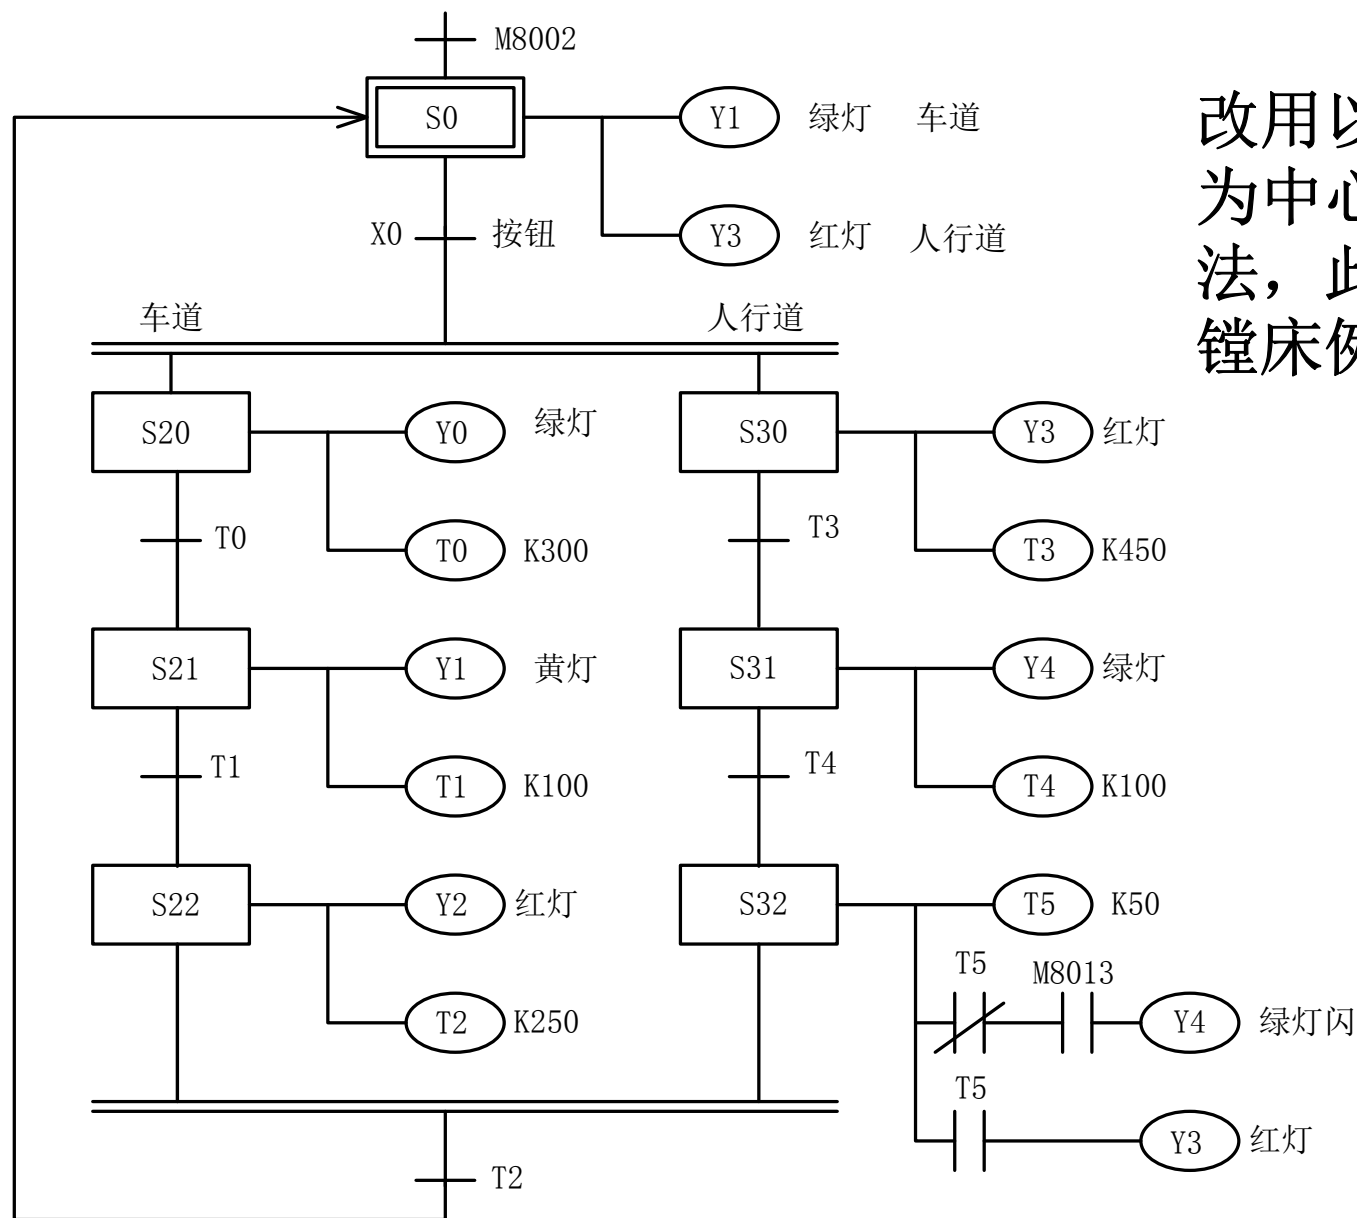 M8002
S0
Y1
绿灯 车道
X0
按钮
Y3
红灯 人行道
改用以
为中心
法，此
镗床例
车道
人行道
S20
Y0
绿灯
S30
Y3
红灯
T0
T0
K300
T3
T3
K450
S21
Y1
黄灯
S31
Y4
绿灯
T1
T1
K100
T4
T4
K100
S22
Y2
红灯
S32
T5
K50
T2
K250
T5
M8013
Y4
绿灯闪
T5
Y3
红灯
T2